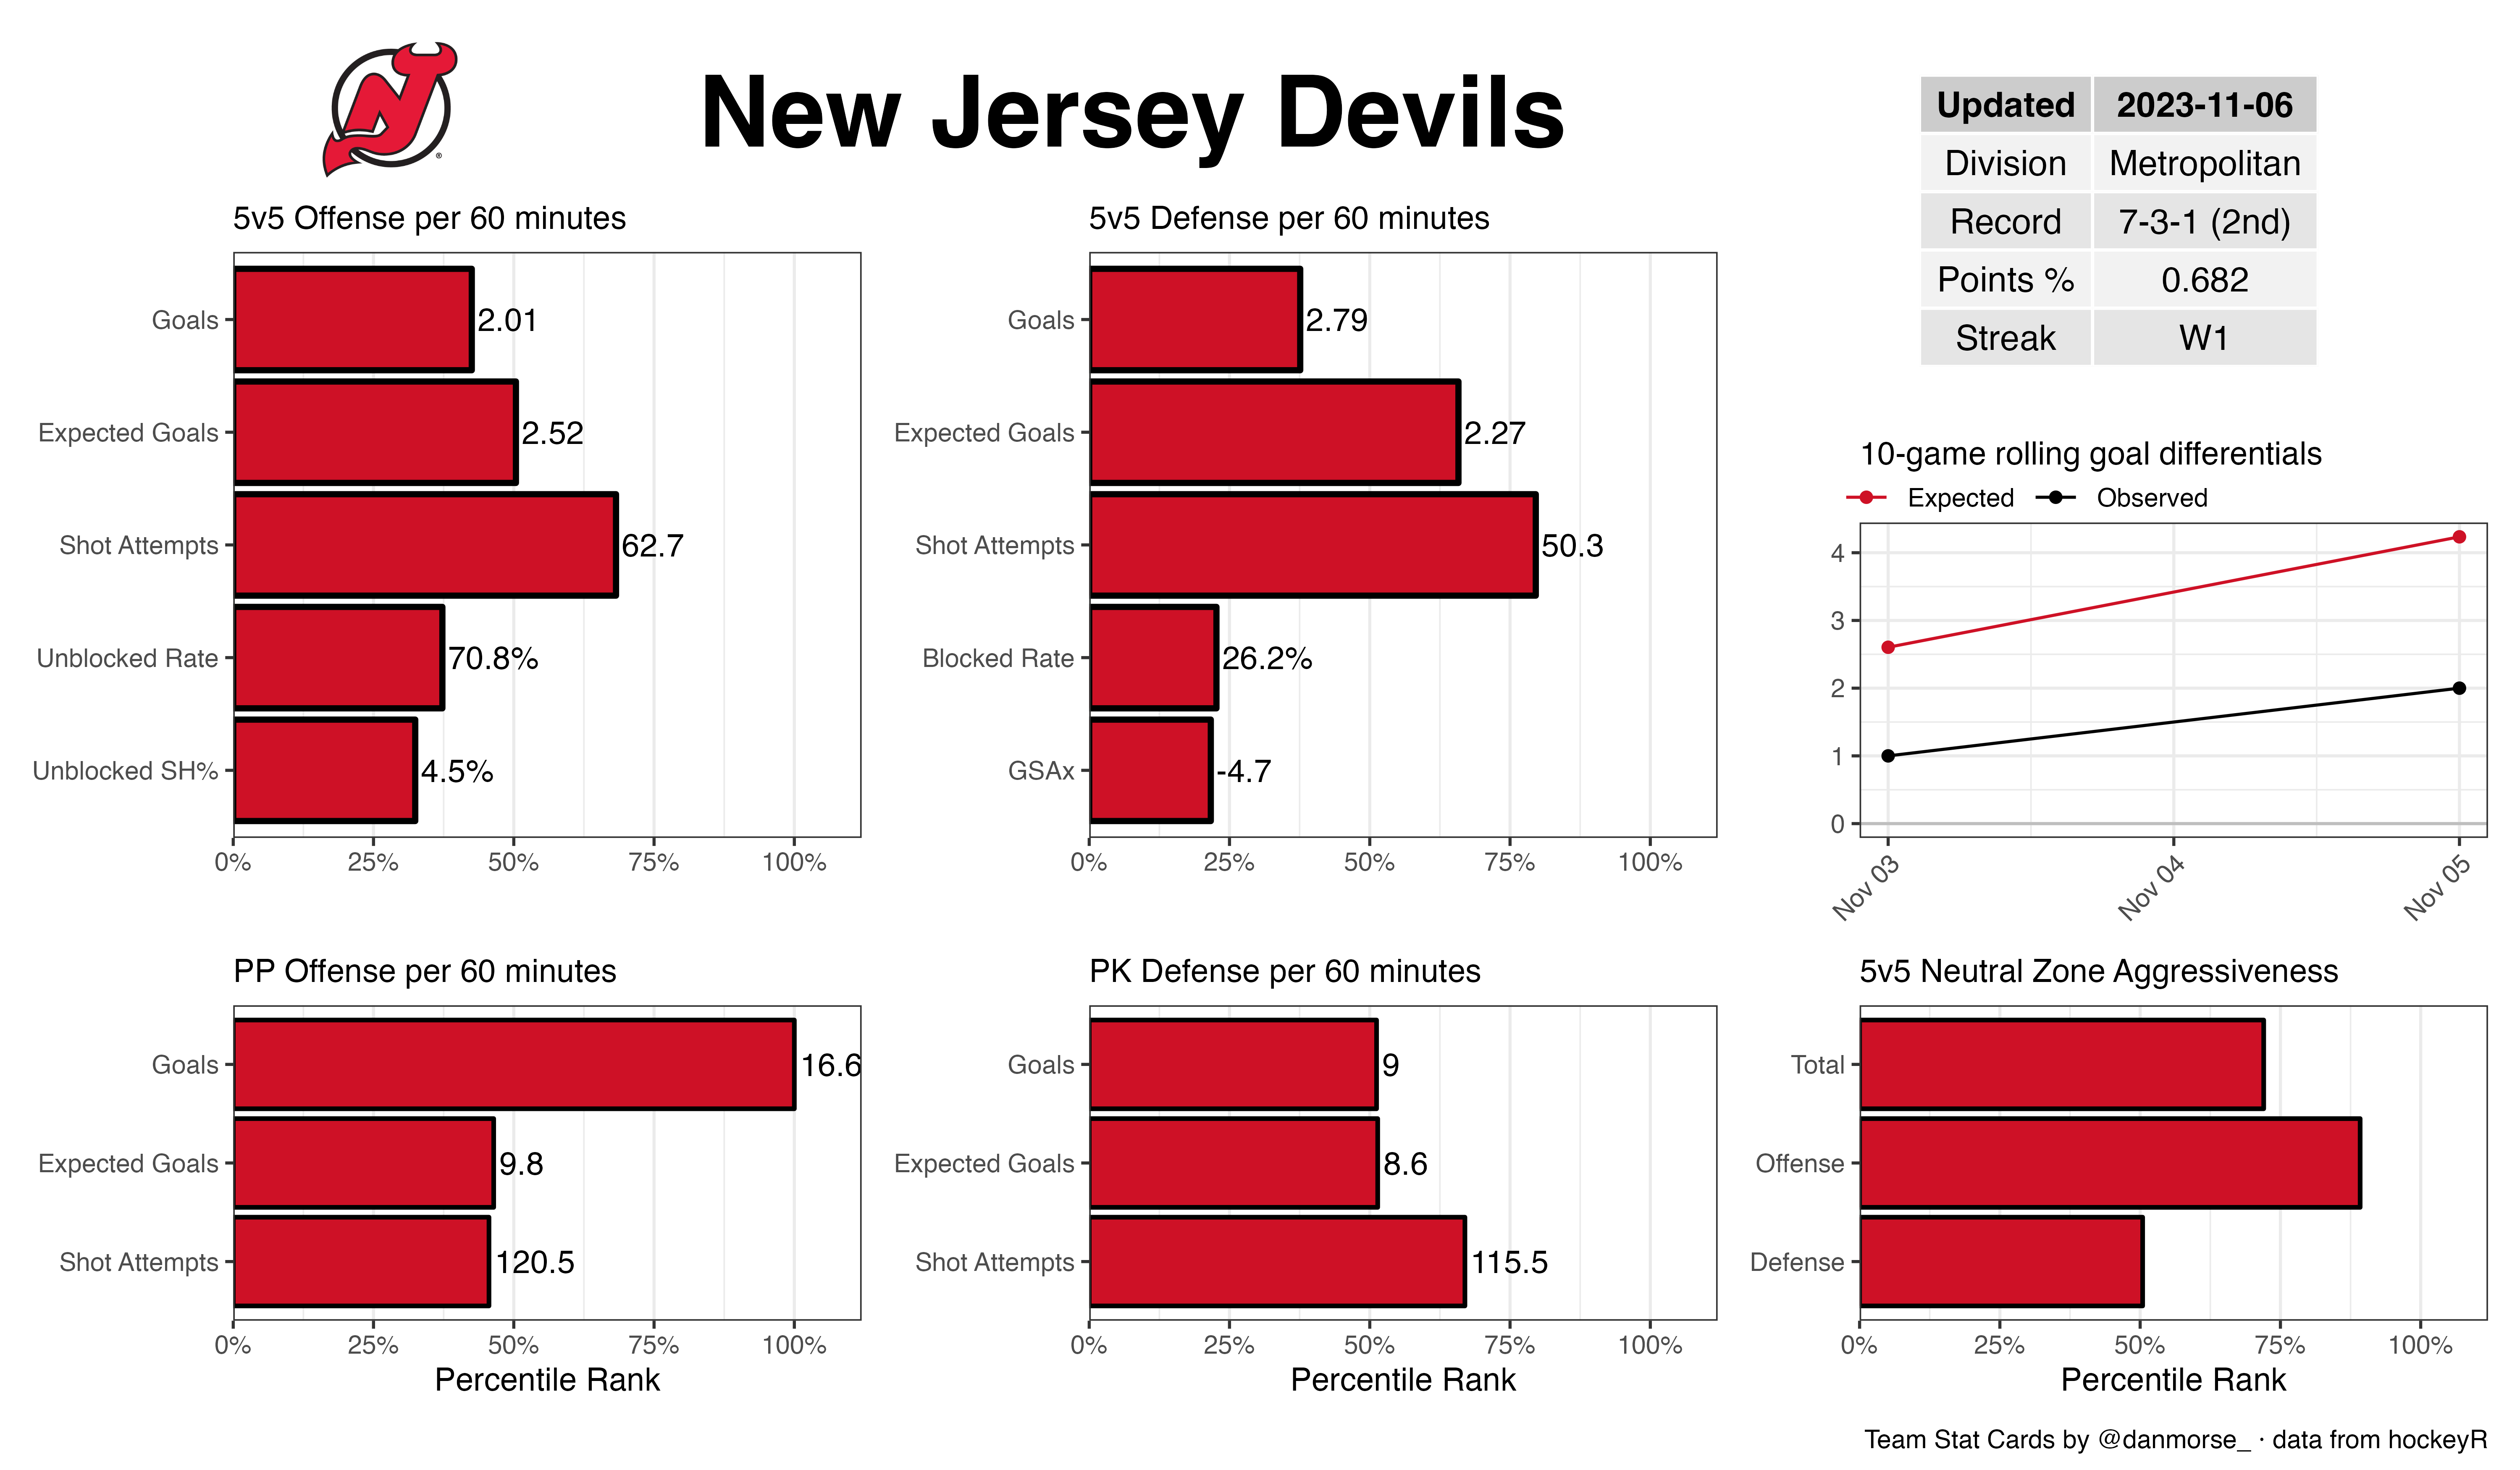 New Jersey Devils
Updated 2023-11-06
Division Metropolitan
Record 7-3-1 (2nd)
Points % 0.682
Streak W1
5v5 Offense per 60 minutes
Goals 2.01
Expected Goals 2.52
Shot Attempts 62.7
Unblocked Rate 70.8%
Unblocked SH% 4.5%
0% 25% 50% 75% 100%
5v5 Defense per 60 minutes
Goals 2.79
Expected Goals 2.27
Shot Attempts 50.3
Blocked Rate 26.2%
GSAx -4.7
0% 25% 50% 75% 100%
10-game rolling goal differentials
Expected Observed
4
3
2
1
0
Nov 03 Nov 04 Nov 05
PP Offense per 60 minutes
Goals 16.6
Expected Goals 9.8
Shot Attempts 120.5
0% 25% 50% 75% 100%
Percentile Rank
PK Defense per 60 minutes
Goals 9
Expected Goals 8.6
Shot Attempts 115.5
0% 25% 50% 75% 100%
Percentile Rank
5v5 Neutral Zone Aggressiveness
Total
Offense
Defense
0% 25% 50% 75% 100%
Percentile Rank
Team Stat Cards by @danmorse_ · data from hockeyR